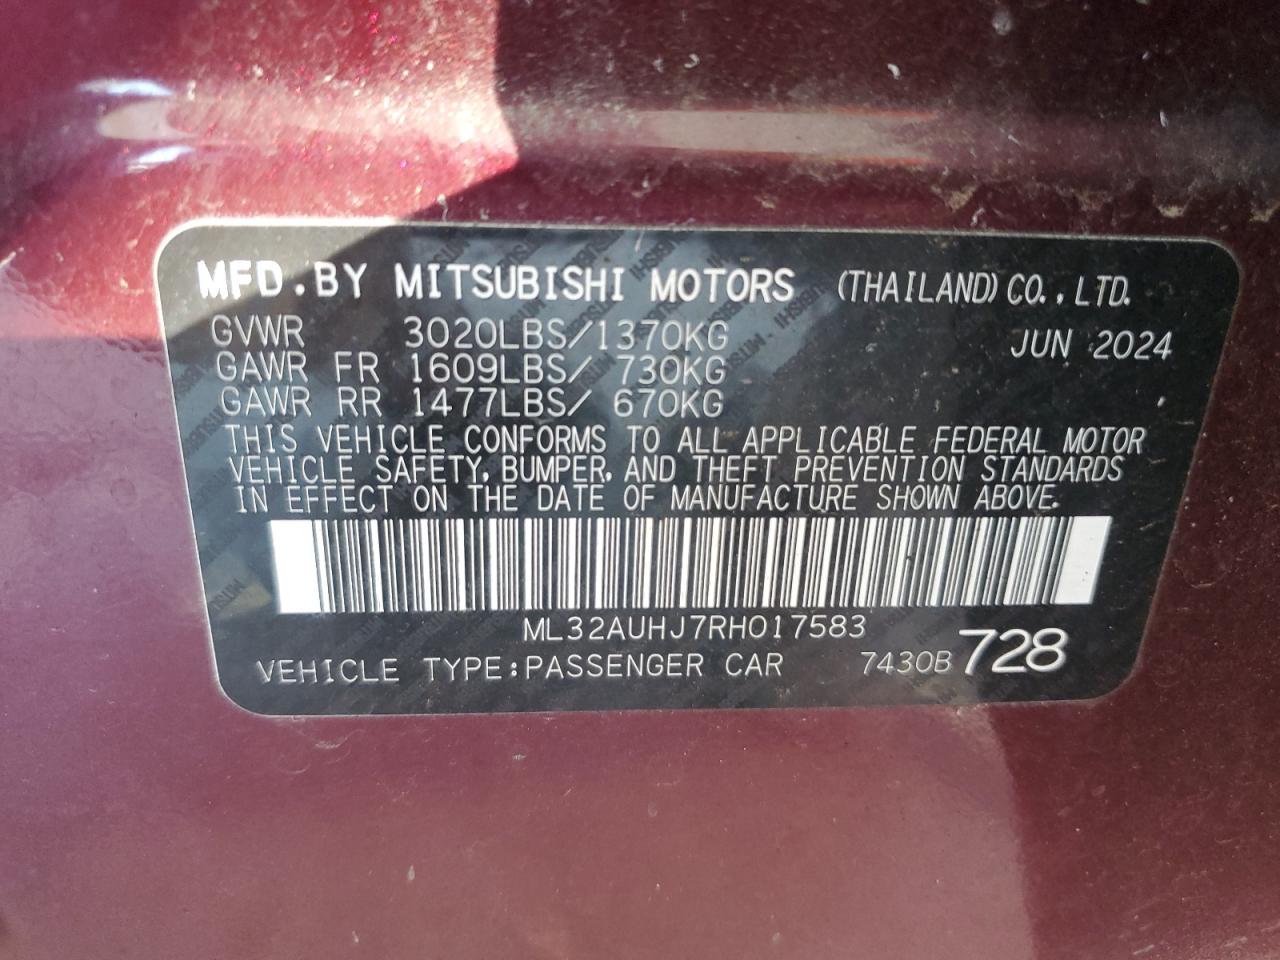 MFD.BY MITSUBISHI MOTORS (THAILAND) CO., LTD.
GVWR 3020LBS/1370KG JUN 2024
GAWR FR 1609LBS/ 730KG
GAWR RR 1477LBS/ 670KG
THIS VEHICLE CONFORMS TO ALL APPLICABLE FEDERAL MOTOR
VEHICLE SAFETY, BUMPER, AND THEFT PREVENTION STANDARDS
IN EFFECT ON THE DATE OF MANUFACTURE SHOWN ABOVE.
ML32AUHJ7RH017583
VEHICLE TYPE:PASSENGER CAR 7430B 728